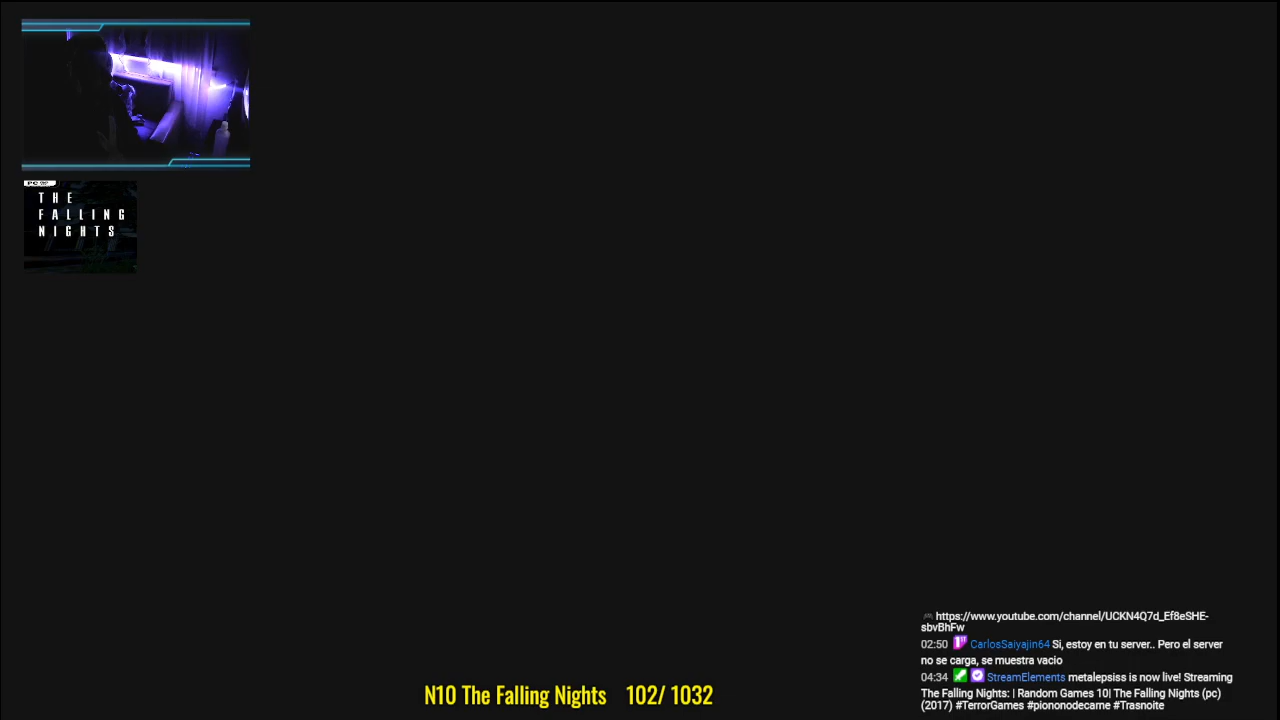 PC
THE
FALLING
NIGHTS
https://www.youtube.com/channel/UCKN4Q7d_Ef8eSHE-
sbvBhFw
02:50 CarlosSaiyajin64 Si, estoy en tu server.. Pero el server
no se carga, se muestra vacio
04:34 StreamElements metalepsiss is now live! Streaming
The Falling Nights: | Random Games 10| The Falling Nights (pc)
(2017) #TerrorGames #piononodecarne #Trasnoite
N10 The Falling Nights 102/ 1032